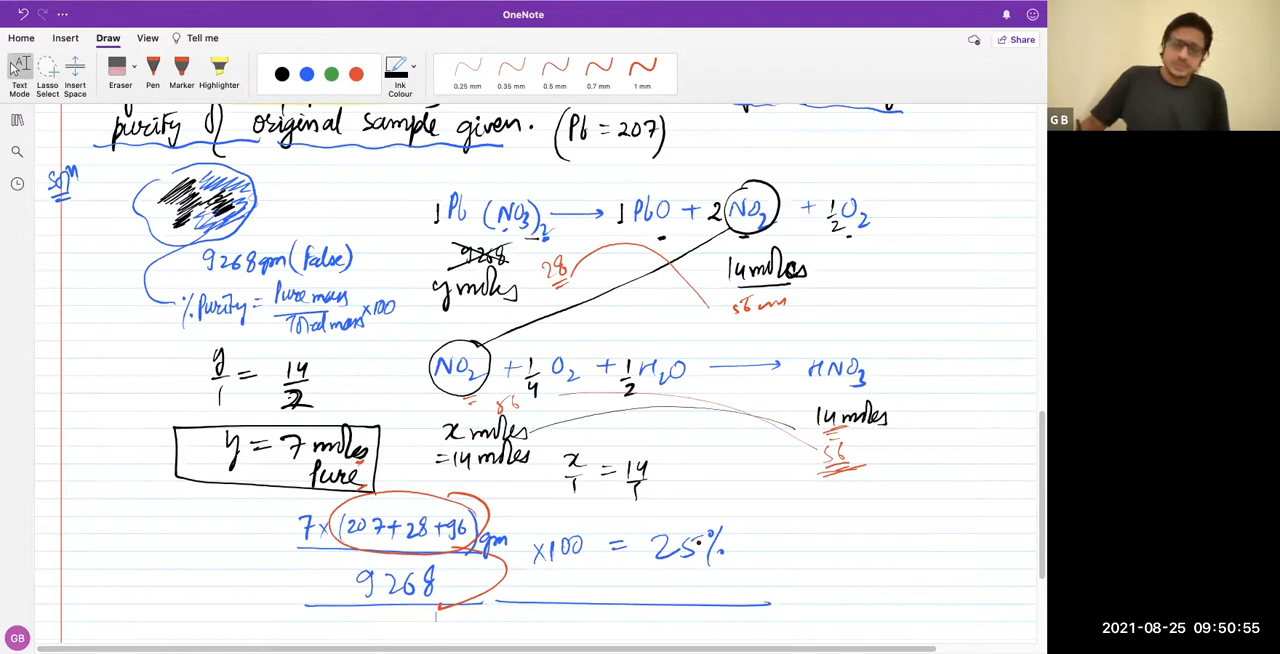 OneNote
Home Insert Draw View Tell me
Share
Text Mode
Lasso Select
Insert Space
Eraser
Pen
Marker
Highlighter
Ink Colour
0.25 mm
0.35 mm
0.5 mm
0.7 mm
1 mm
GB
purity of original sample given. (Pb = 207)
Solⁿ
1 Pb (NO3)2 → 1 PbO + 2 NO2 + 1/2 O2
9268 gm (False)
9268
y moles
28
14 moles
56
% Purity = Pure mass / Total mass × 100
y/1 = 14/2
NO2 + 1/4 O2 + 1/2 H2O → HNO3
56
x moles
= 14 moles
x/1 = 14/1
14 moles
56
y = 7 moles
Pure
7 × (207 + 28 + 96) gm
9268
× 100 = 25%
GB
2021-08-25 09:50:55